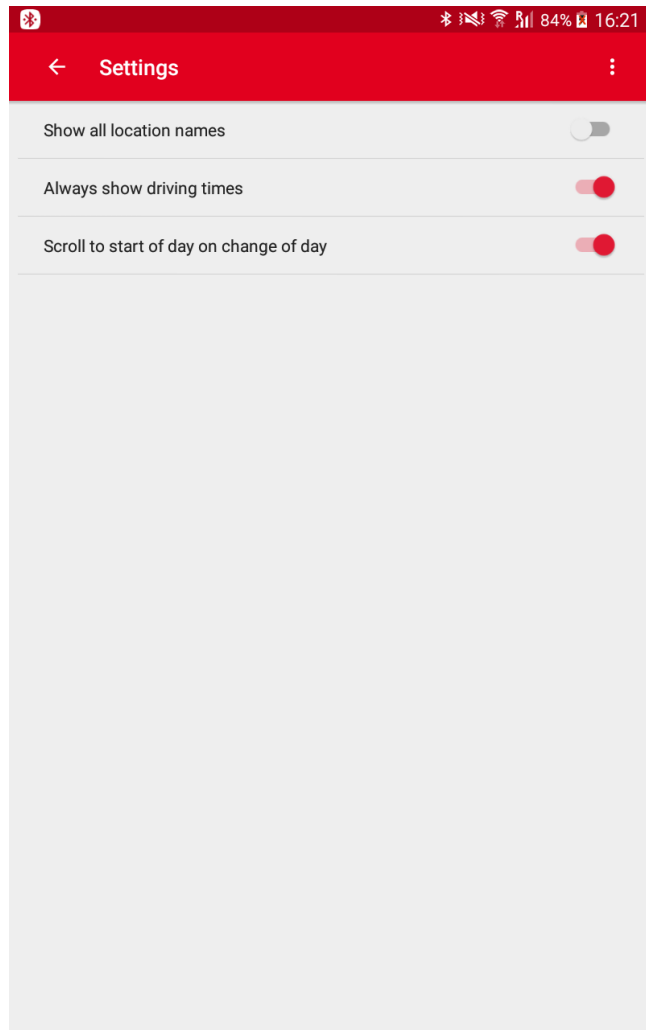 84% 16:21
Settings
Show all location names
Always show driving times
Scroll to start of day on change of day